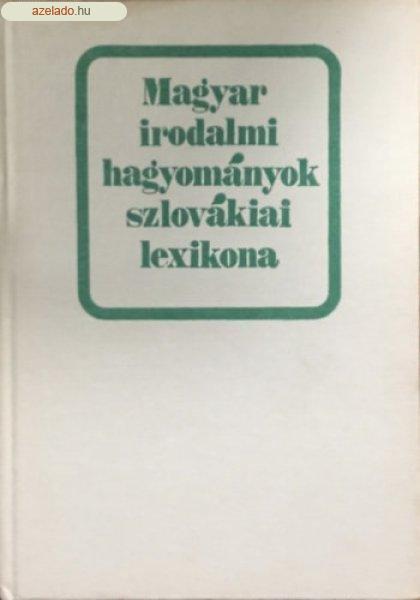 azelado.hu
Magyar
irodalmi
hagyományok
szlovákiai
lexikona